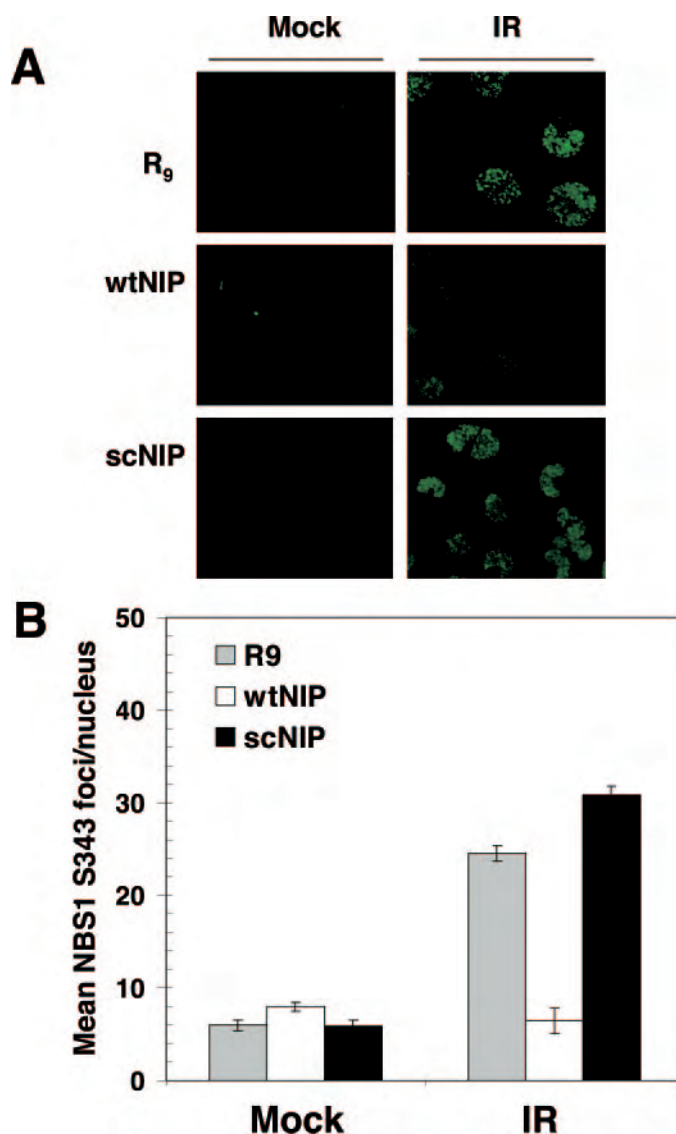 Mock IR
A
R9
wtNIP
scNIP
B
50
40
30
20
10
0
Mean NBS1 S343 foci/nucleus
R9
wtNIP
scNIP
Mock IR